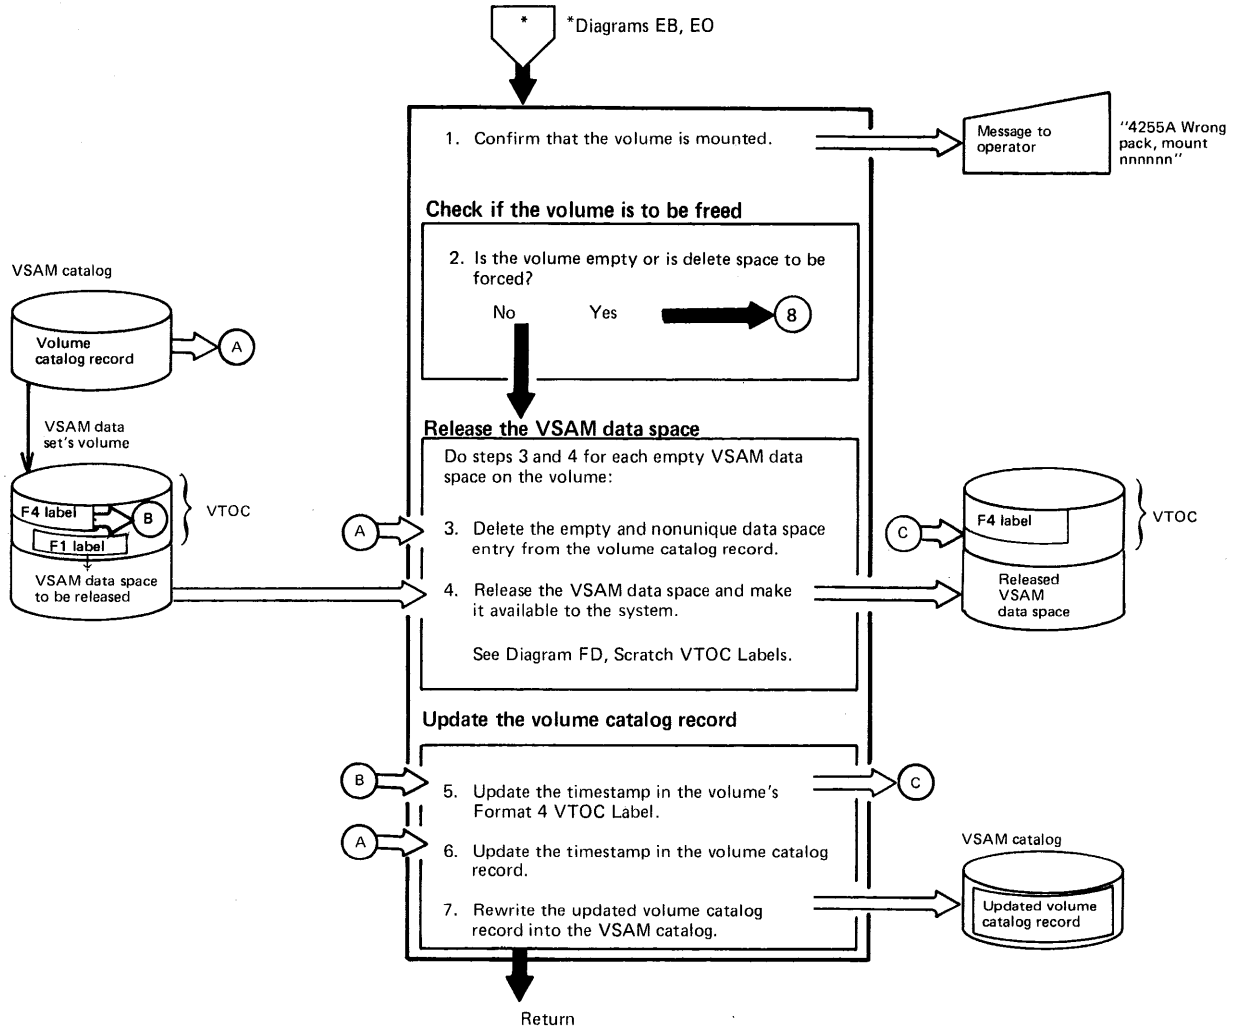 *
*Diagrams EB, EO
1. Confirm that the volume is mounted.
Message to
operator
"4255A Wrong
pack, mount
nnnnnn"
Check if the volume is to be freed
2. Is the volume empty or is delete space to be
forced?
No
Yes
8
VSAM catalog
Volume
catalog record
A
VSAM data
set's volume
F4 label
B
F1 label
VTOC
VSAM data space
to be released
Release the VSAM data space
Do steps 3 and 4 for each empty VSAM data
space on the volume:
A
3. Delete the empty and nonunique data space
entry from the volume catalog record.
4. Release the VSAM data space and make
it available to the system.
See Diagram FD, Scratch VTOC Labels.
C
F4 label
VTOC
Released
VSAM
data space
Update the volume catalog record
B
5. Update the timestamp in the volume's
Format 4 VTOC Label.
C
A
6. Update the timestamp in the volume catalog
record.
7. Rewrite the updated volume catalog
record into the VSAM catalog.
VSAM catalog
Updated volume
catalog record
Return